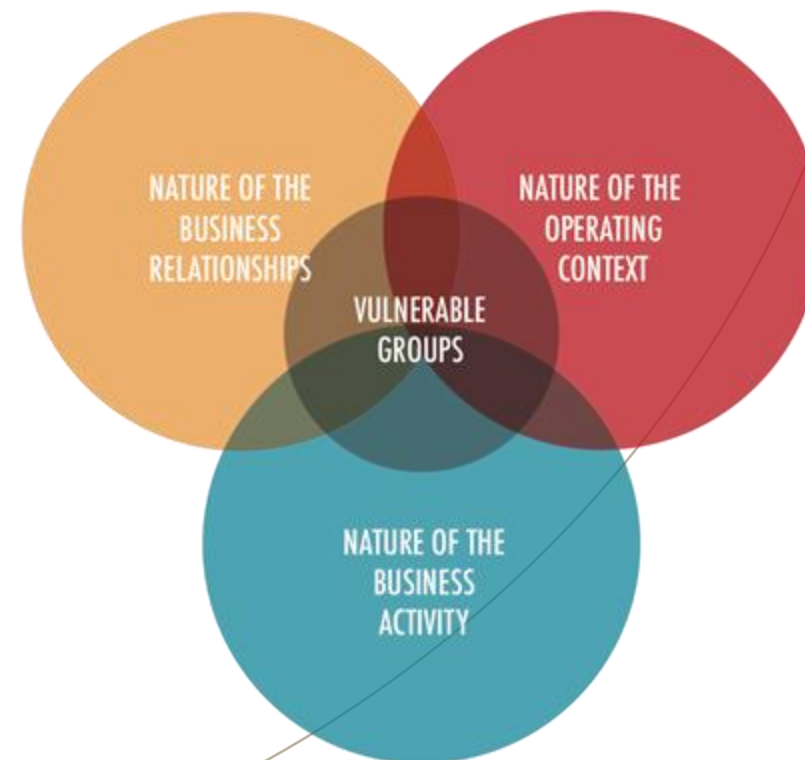 NATURE OF THE
BUSINESS
RELATIONSHIPS
NATURE OF THE
OPERATING
CONTEXT
VULNERABLE
GROUPS
NATURE OF THE
BUSINESS
ACTIVITY